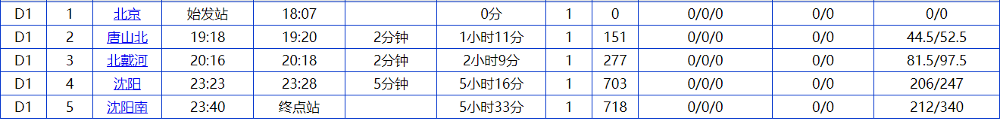 D1 1 北京 始发站 18:07 0分 1 0 0/0/0 0/0 0/0
D1 2 唐山北 19:18 19:20 2分钟 1小时11分 1 151 0/0/0 0/0 44.5/52.5
D1 3 北戴河 20:16 20:18 2分钟 2小时9分 1 277 0/0/0 0/0 81.5/97.5
D1 4 沈阳 23:23 23:28 5分钟 5小时16分 1 703 0/0/0 0/0 206/247
D1 5 沈阳南 23:40 终点站 5小时33分 1 718 0/0/0 0/0 212/340